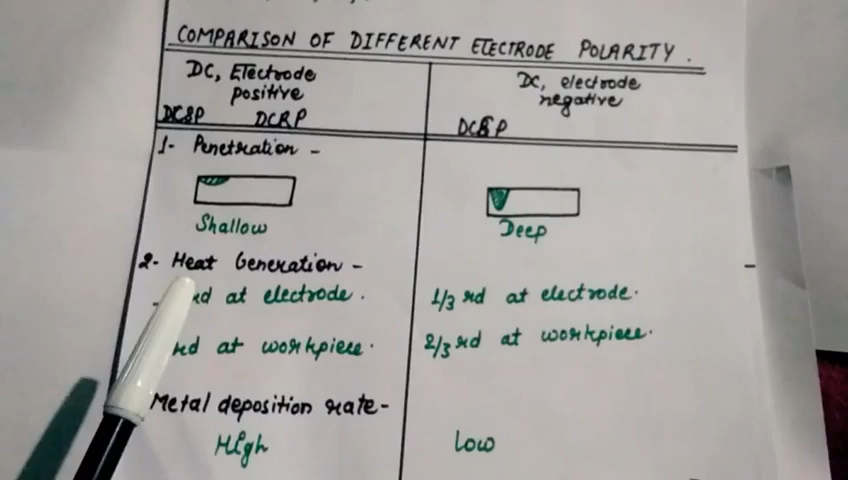 COMPARISON OF DIFFERENT ELECTRODE POLARITY.
DC, Electrode positive
DC, electrode negative
DCRP
1- Penetration -
Shallow
Deep
2- Heat Generation -
rd at electrode.
1/3 rd at electrode.
rd at workpiece.
2/3 rd at workpiece.
Metal deposition rate-
High
Low